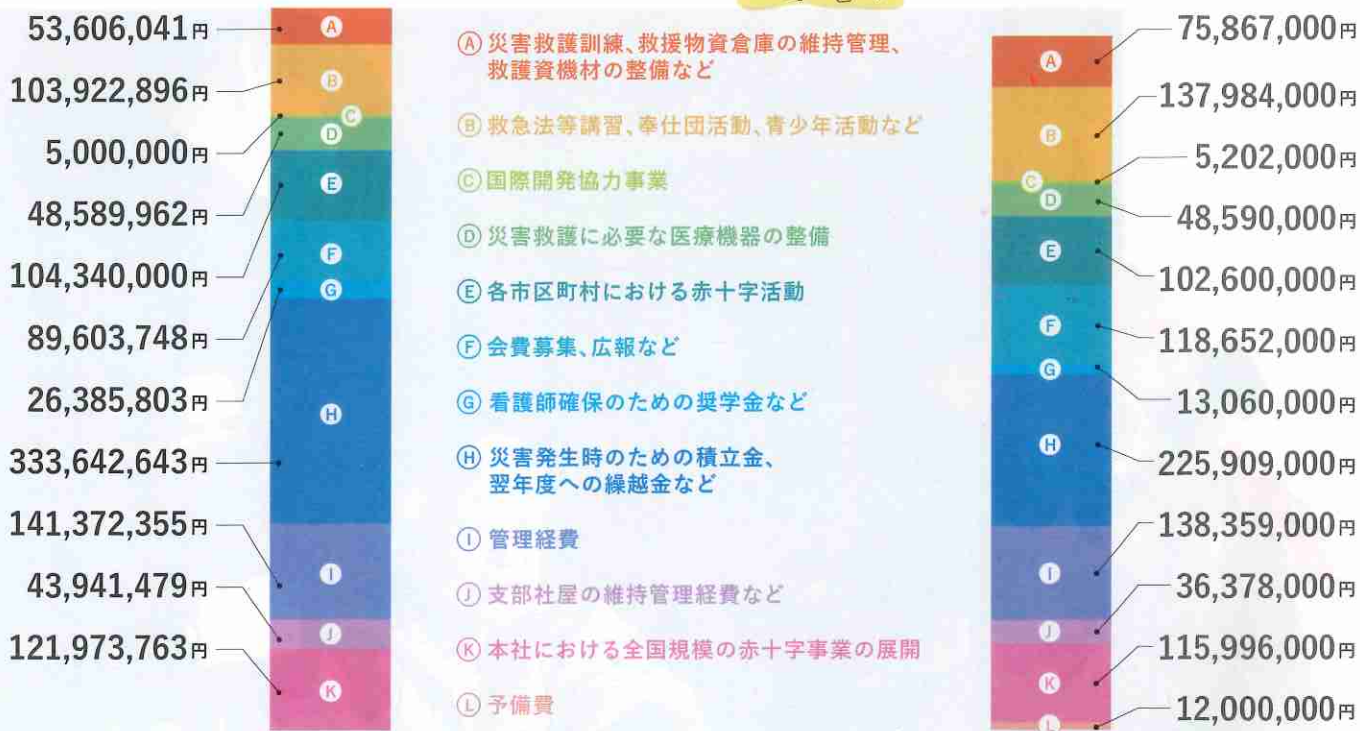 53,606,041円
103,922,896円
5,000,000円
48,589,962円
104,340,000円
89,603,748円
26,385,803円
333,642,643円
141,372,355円
43,941,479円
121,973,763円
A
B
C
D
E
F
G
H
I
J
K
Ⓐ 災害救護訓練、救援物資倉庫の維持管理、
救護資機材の整備など
Ⓑ 救急法等講習、奉仕団活動、青少年活動など
Ⓒ 国際開発協力事業
Ⓓ 災害救護に必要な医療機器の整備
Ⓔ 各市区町村における赤十字活動
Ⓕ 会費募集、広報など
Ⓖ 看護師確保のための奨学金など
Ⓗ 災害発生時のための積立金、
翌年度への繰越金など
Ⓘ 管理経費
Ⓙ 支部社屋の維持管理経費など
Ⓚ 本社における全国規模の赤十字事業の展開
Ⓛ 予備費
A
B
C
D
E
F
G
H
I
J
K
L
75,867,000円
137,984,000円
5,202,000円
48,590,000円
102,600,000円
118,652,000円
13,060,000円
225,909,000円
138,359,000円
36,378,000円
115,996,000円
12,000,000円